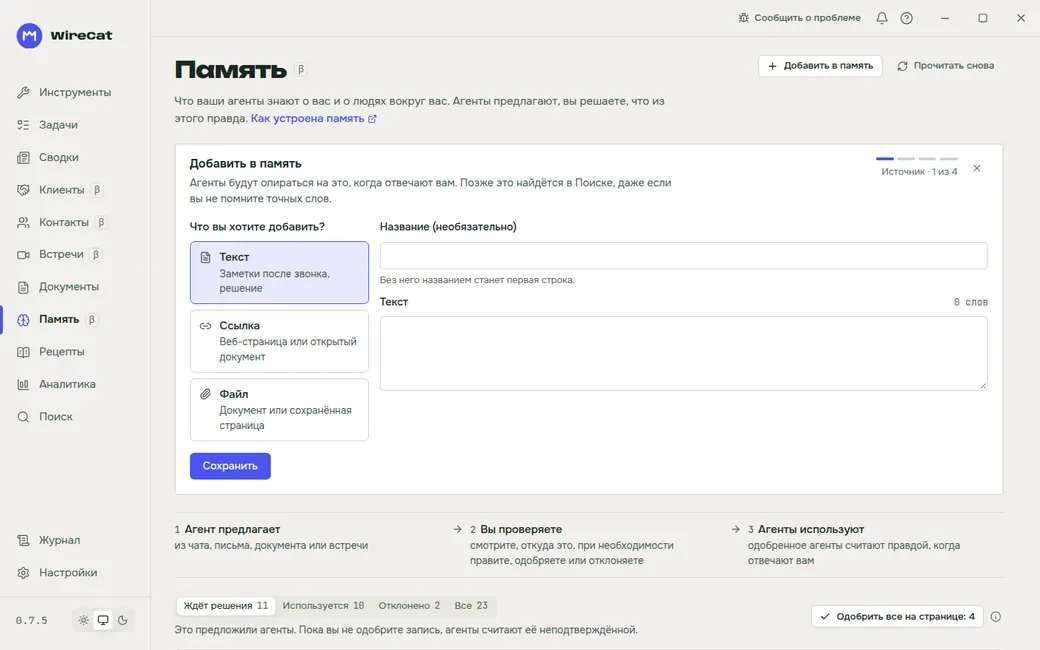 Сообщить о проблеме
wirecat
Инструменты
Задачи
Сводки
Клиенты β
Контакты β
Встречи β
Документы
Память β
Рецепты
Аналитика
Поиск
Журнал
Настройки
0.7.5
Память β
Добавить в память
Прочитать снова
Что ваши агенты знают о вас и о людях вокруг вас. Агенты предлагают, вы решаете, что из
этого правда. Как устроена память
Добавить в память
Источник · 1 из 4
Агенты будут опираться на это, когда отвечают вам. Позже это найдётся в Поиске, даже если
вы не помните точных слов.
Что вы хотите добавить?
Текст
Заметки после звонка,
решение
Ссылка
Веб-страница или открытый
документ
Файл
Документ или сохранённая
страница
Название (необязательно)
Без него названием станет первая строка.
Текст
0 слов
Сохранить
1 Агент предлагает
из чата, письма, документа или встречи
2 Вы проверяете
смотрите, откуда это, при необходимости
правите, одобряете или отклоняете
3 Агенты используют
одобренное агенты считают правдой, когда
отвечают вам
Ждёт решения 11
Используется 10
Отклонено 2
Все 23
Одобрить все на странице: 4
Это предложили агенты. Пока вы не одобрите запись, агенты считают её неподтверждённой.